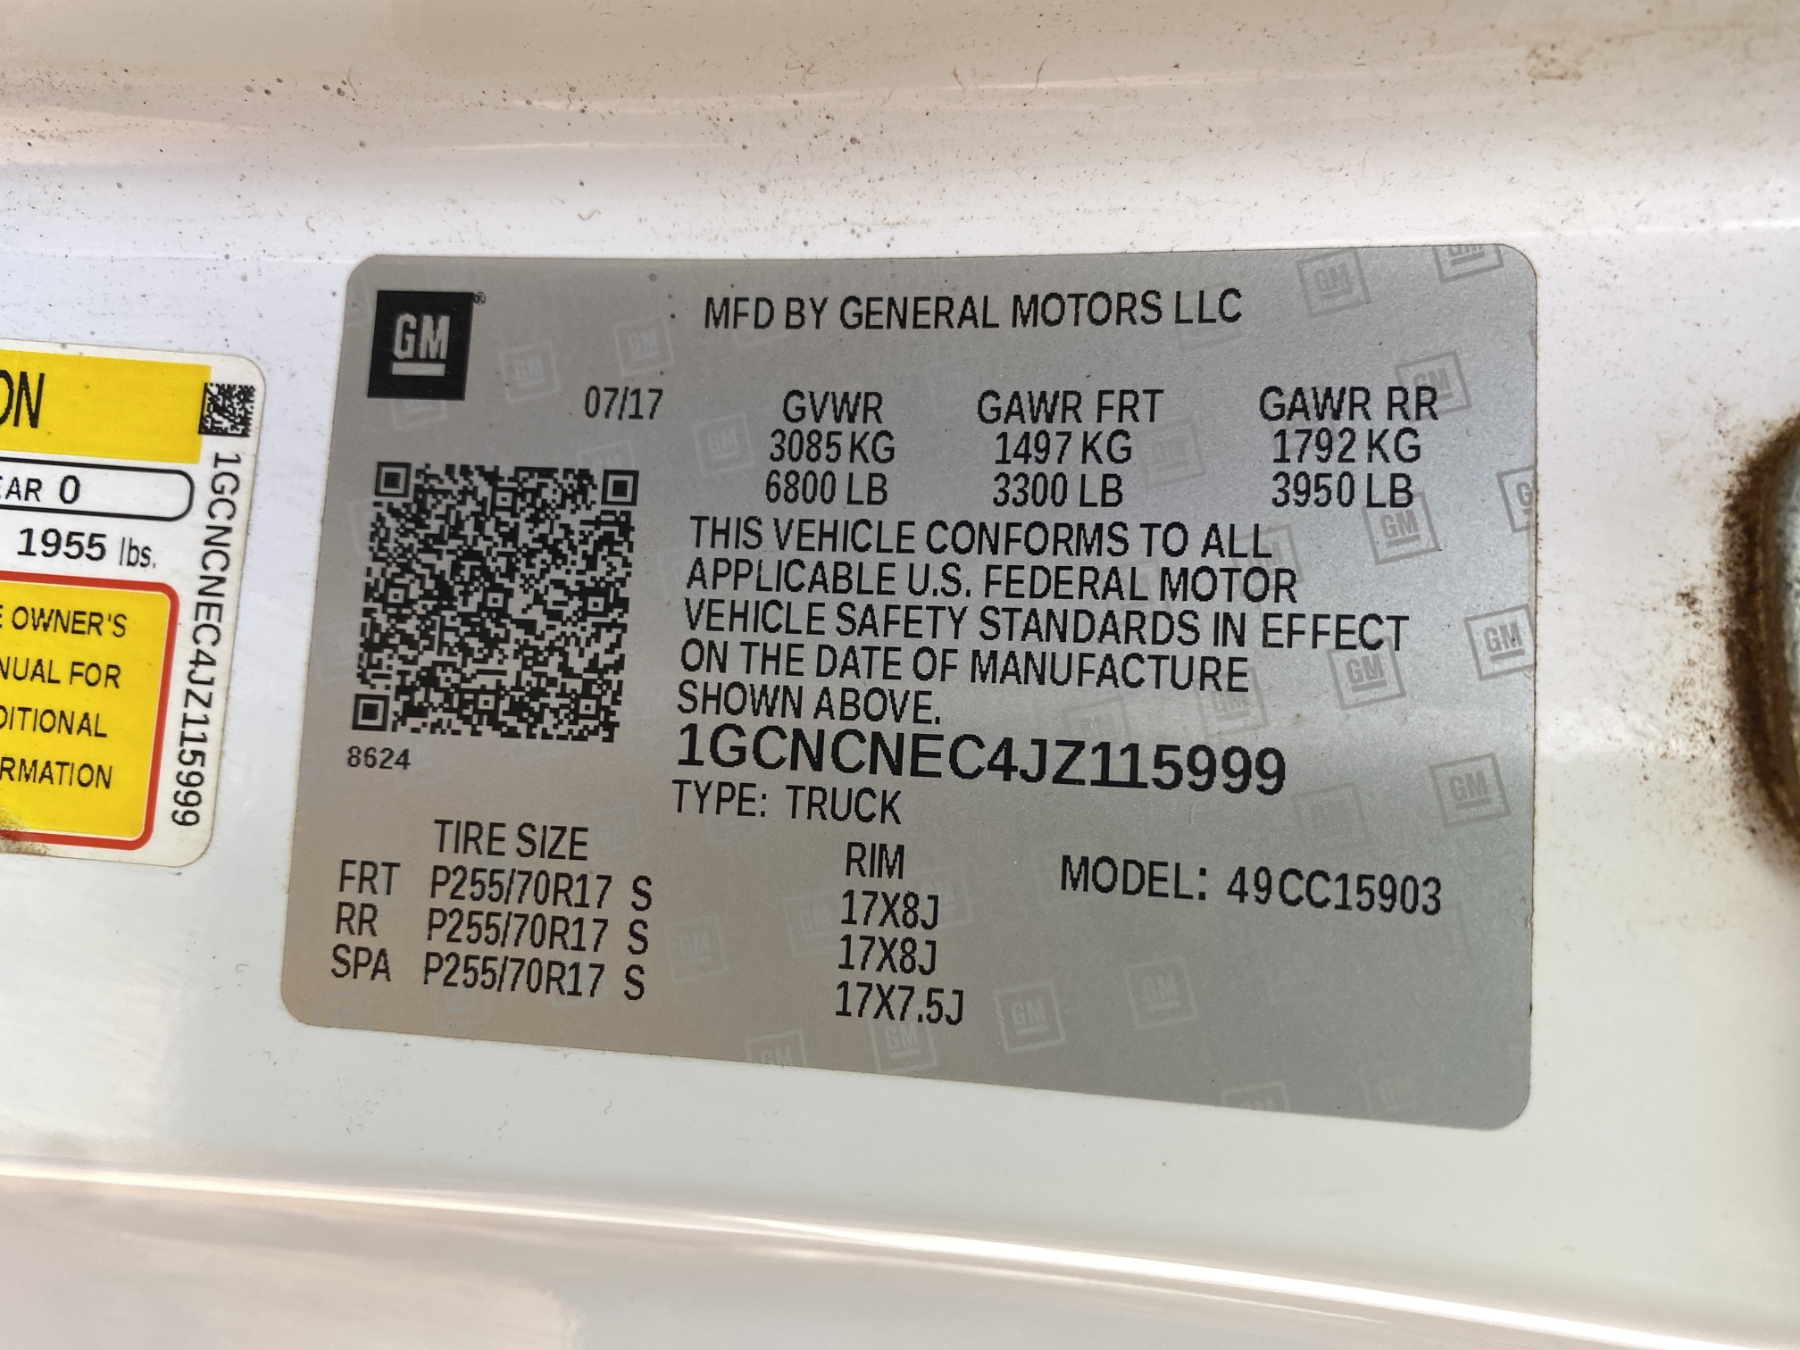 ON
EAR 0
1955 lbs.
E OWNER'S
NUAL FOR
DITIONAL
RMATION
1GCNCNEC4JZ115999
GM
®
MFD BY GENERAL MOTORS LLC
07/17 GVWR GAWR FRT GAWR RR
3085 KG 1497 KG 1792 KG
6800 LB 3300 LB 3950 LB
THIS VEHICLE CONFORMS TO ALL
APPLICABLE U.S. FEDERAL MOTOR
VEHICLE SAFETY STANDARDS IN EFFECT
ON THE DATE OF MANUFACTURE
SHOWN ABOVE.
1GCNCNEC4JZ115999
8624
TYPE: TRUCK
TIRE SIZE RIM MODEL: 49CC15903
FRT P255/70R17 S 17X8J
RR P255/70R17 S 17X8J
SPA P255/70R17 S 17X7.5J